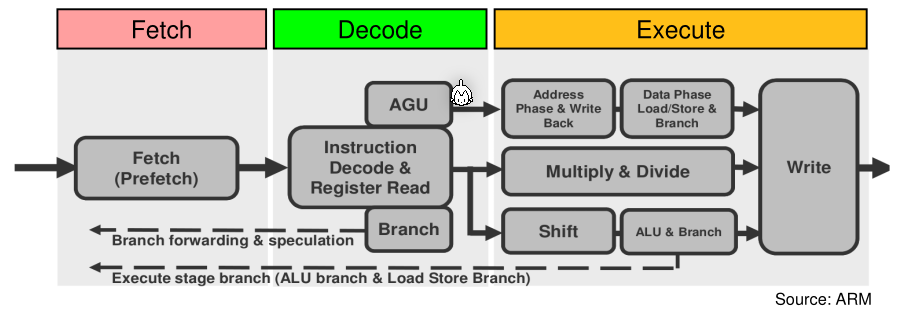 Fetch
Decode
Execute
AGU
Address
Phase & Write
Back
Data Phase
Load/Store &
Branch
Fetch
(Prefetch)
Instruction
Decode &
Register Read
Multiply & Divide
Write
Branch
Shift
ALU & Branch
Branch forwarding & speculation
Execute stage branch (ALU branch & Load Store Branch)
Source: ARM